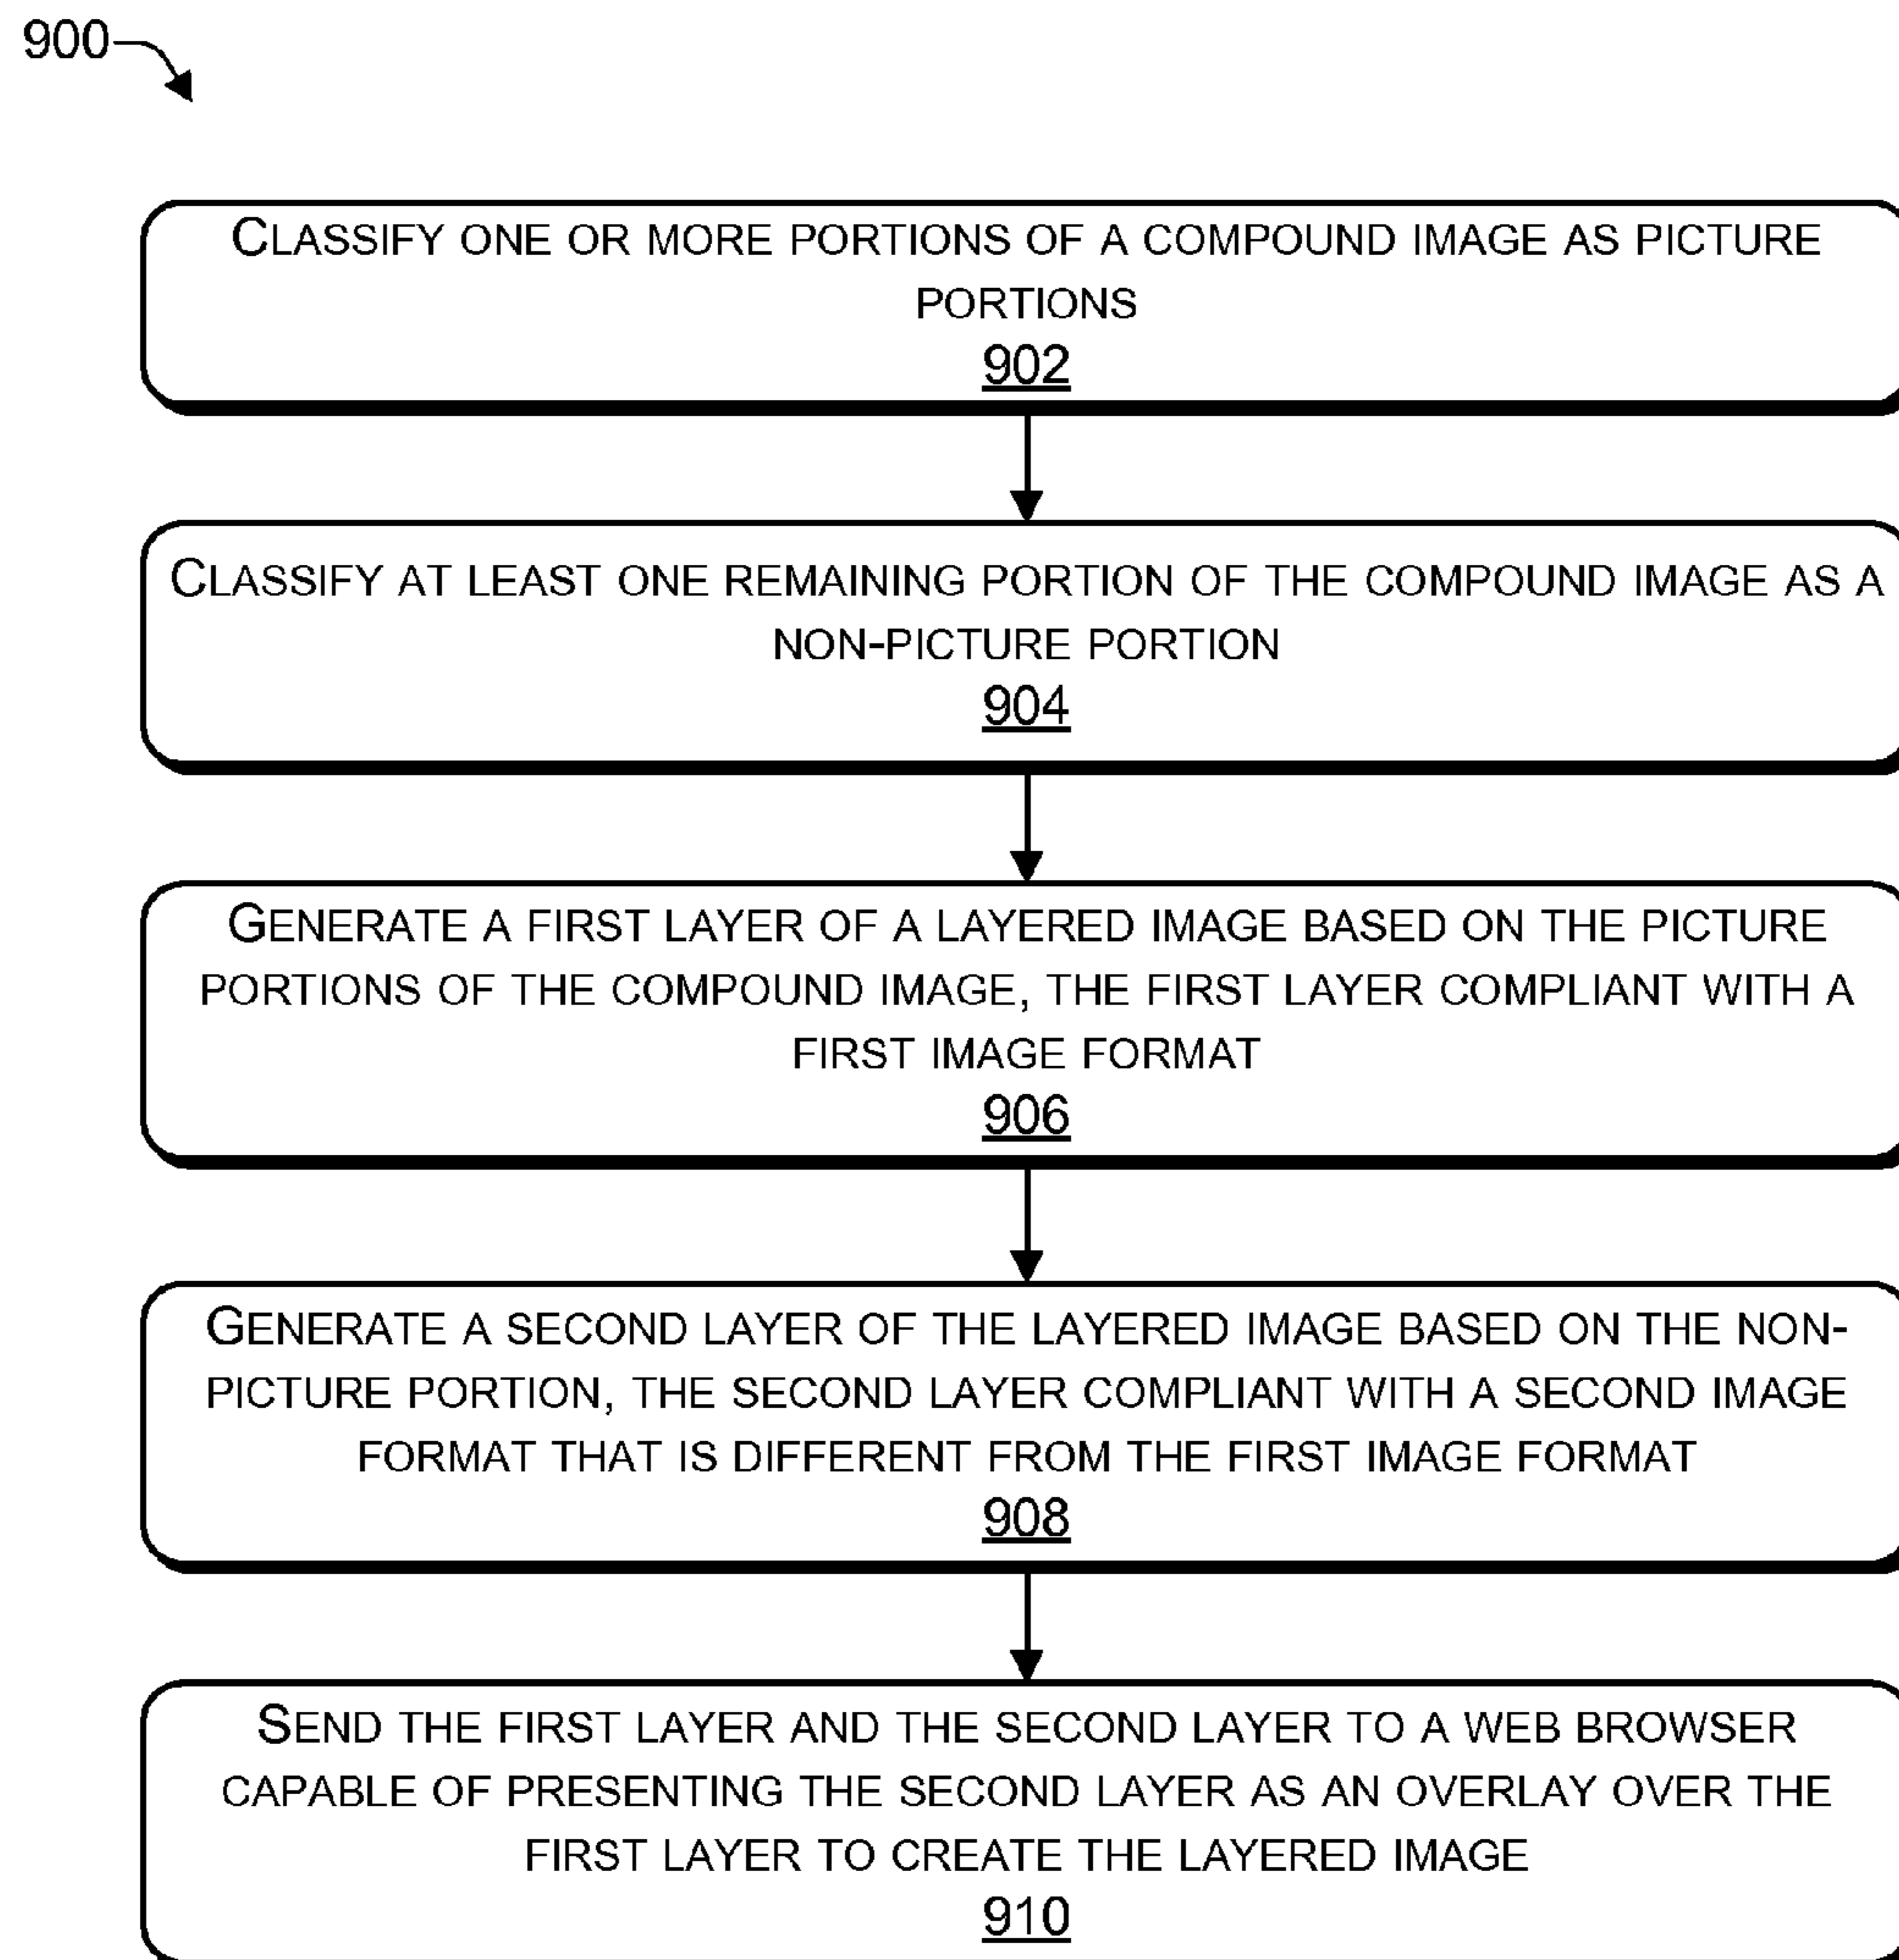 900
CLASSIFY ONE OR MORE PORTIONS OF A COMPOUND IMAGE AS PICTURE
PORTIONS
902
CLASSIFY AT LEAST ONE REMAINING PORTION OF THE COMPOUND IMAGE AS A
NON-PICTURE PORTION
904
GENERATE A FIRST LAYER OF A LAYERED IMAGE BASED ON THE PICTURE
PORTIONS OF THE COMPOUND IMAGE, THE FIRST LAYER COMPLIANT WITH A
FIRST IMAGE FORMAT
906
GENERATE A SECOND LAYER OF THE LAYERED IMAGE BASED ON THE NON-
PICTURE PORTION, THE SECOND LAYER COMPLIANT WITH A SECOND IMAGE
FORMAT THAT IS DIFFERENT FROM THE FIRST IMAGE FORMAT
908
SEND THE FIRST LAYER AND THE SECOND LAYER TO A WEB BROWSER
CAPABLE OF PRESENTING THE SECOND LAYER AS AN OVERLAY OVER THE
FIRST LAYER TO CREATE THE LAYERED IMAGE
910